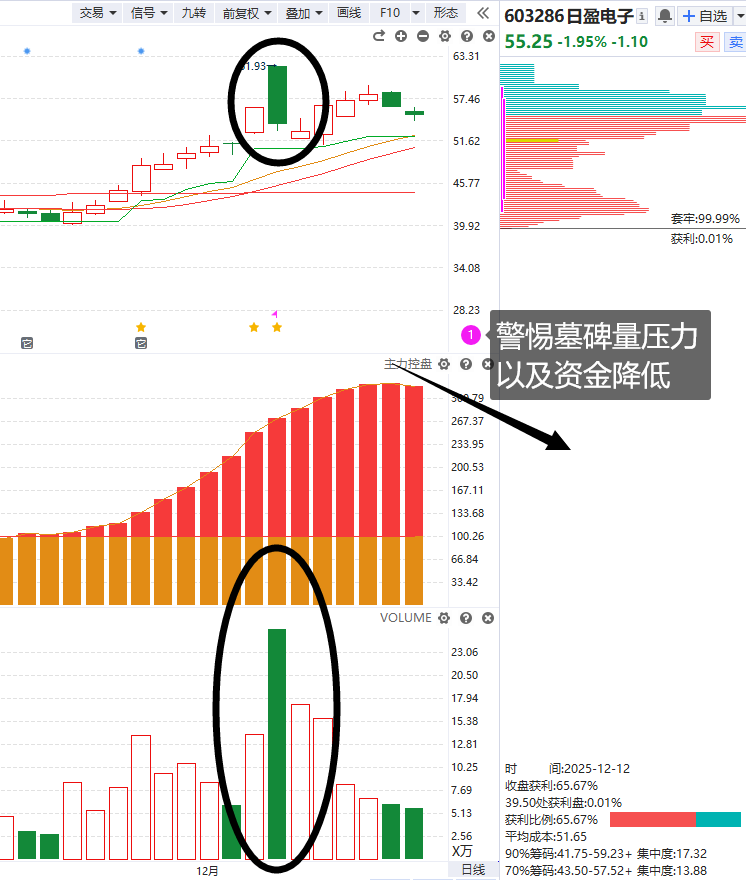 交易 信号 九转 前复权 叠加 画线 F10 形态
603286日盈电子
自选
55.25 -1.95% -1.10
买 卖
63.31
57.46
51.62
45.77
39.92
34.08
28.23
套牢:99.99%
获利:0.01%
1
警惕墓碑量压力
以及资金降低
主力控盘
267.37
233.95
200.53
167.11
133.68
100.26
66.84
33.42
VOLUME
23.06
20.50
17.94
15.38
12.81
10.25
7.69
5.13
2.56
X万
12月
日线
时 间:2025-12-12
收盘获利:65.67%
39.50处获利盘:0.01%
获利比例:65.67%
平均成本:51.65
90%筹码:41.75-59.23+ 集中度:17.32
70%筹码:43.50-57.52+ 集中度:13.88